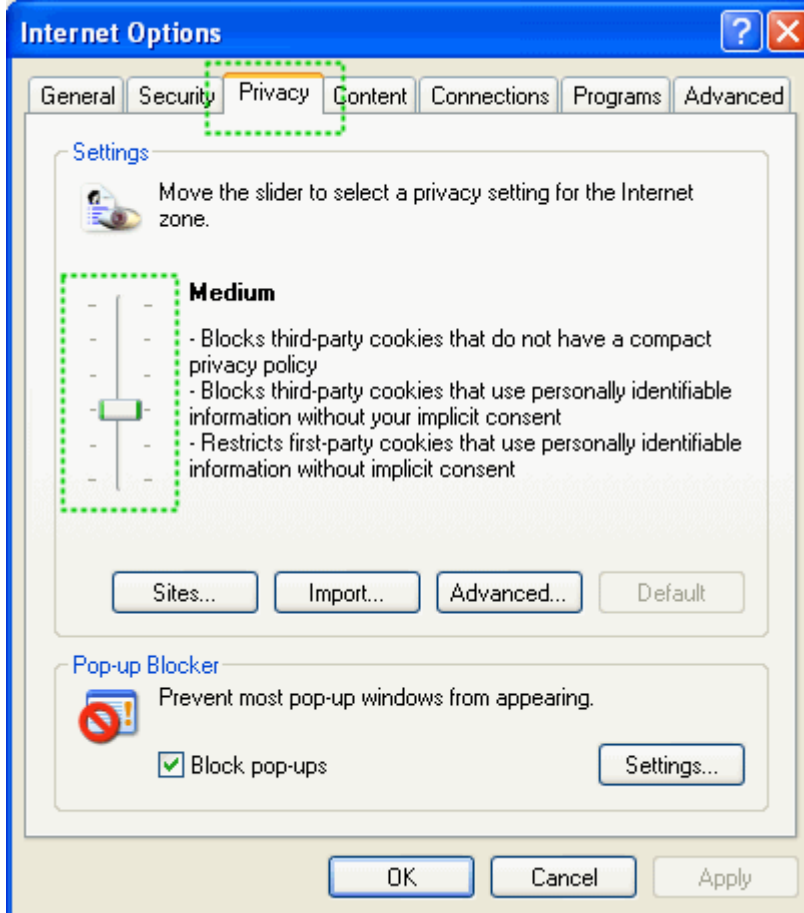 Internet Options
General Security Privacy Content Connections Programs Advanced
Settings
Move the slider to select a privacy setting for the Internet
zone.
Medium
- Blocks third-party cookies that do not have a compact
privacy policy
- Blocks third-party cookies that use personally identifiable
information without your implicit consent
- Restricts first-party cookies that use personally identifiable
information without implicit consent
Sites... Import... Advanced... Default
Pop-up Blocker
Prevent most pop-up windows from appearing.
Block pop-ups Settings...
OK Cancel Apply